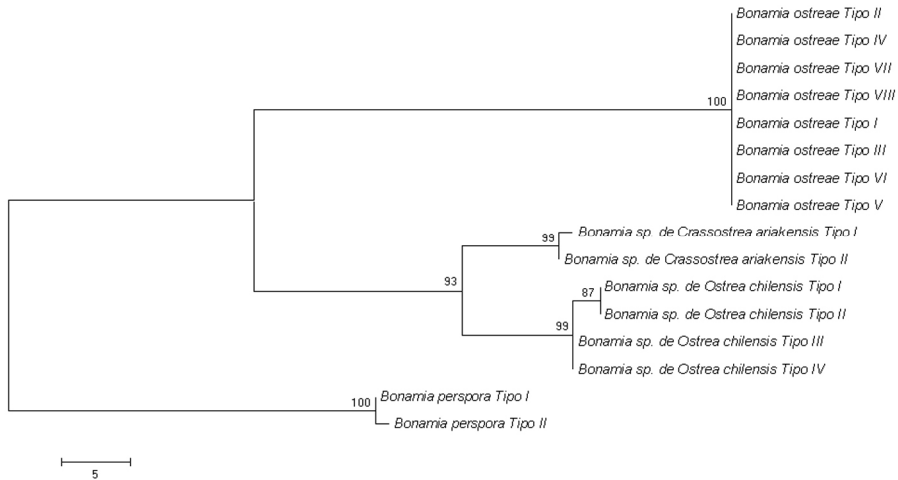 Bonamia ostreae Tipo II
Bonamia ostreae Tipo IV
Bonamia ostreae Tipo VII
Bonamia ostreae Tipo VIII
100
Bonamia ostreae Tipo I
Bonamia ostreae Tipo III
Bonamia ostreae Tipo VI
Bonamia ostreae Tipo V
Bonamia sp. de Crassostrea ariakensis Tipo I
99
Bonamia sp. de Crassostrea ariakensis Tipo II
93
Bonamia sp. de Ostrea chilensis Tipo I
87
Bonamia sp. de Ostrea chilensis Tipo II
99
Bonamia sp. de Ostrea chilensis Tipo III
Bonamia sp. de Ostrea chilensis Tipo IV
Bonamia perspora Tipo I
100
Bonamia perspora Tipo II
5